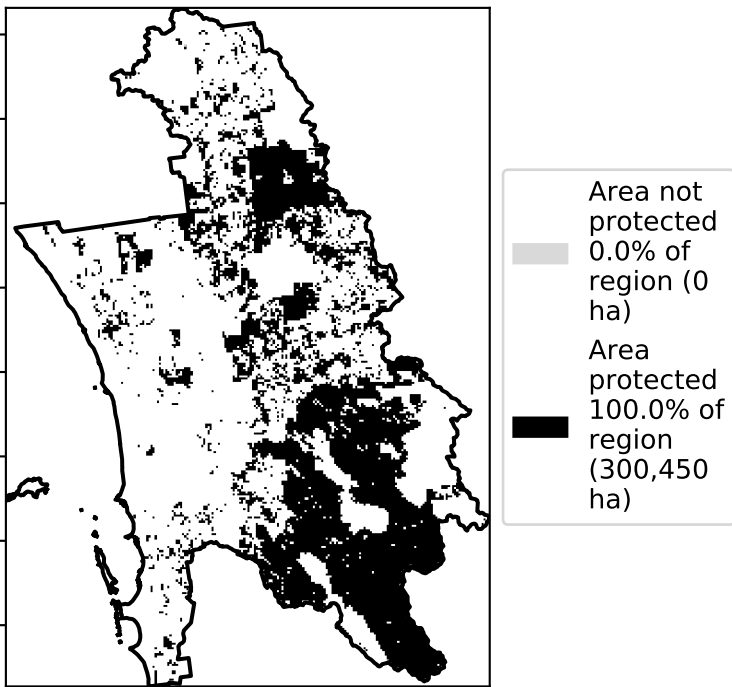 Area not
protected
0.0% of
region (0
ha)
Area
protected
100.0% of
region
(300,450
ha)